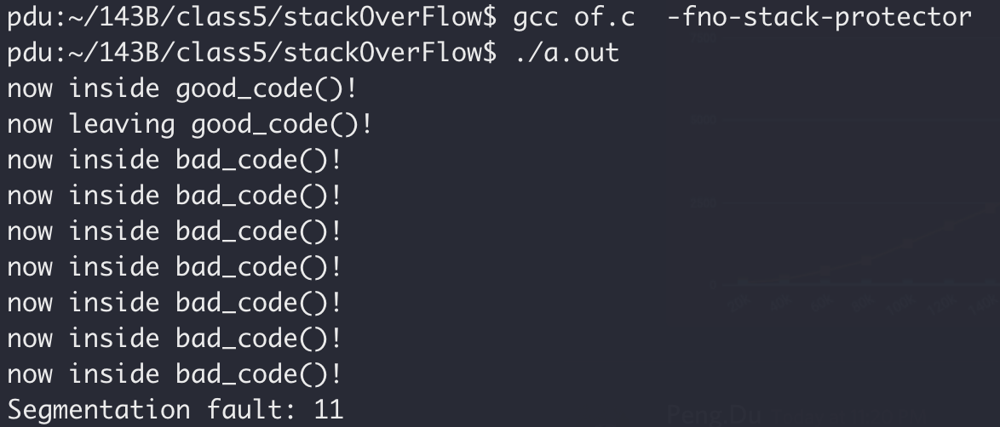 pdu:~/143B/class5/stackOverFlow$ gcc of.c  -fno-stack-protector
pdu:~/143B/class5/stackOverFlow$ ./a.out
now inside good_code()!
now leaving good_code()!
now inside bad_code()!
now inside bad_code()!
now inside bad_code()!
now inside bad_code()!
now inside bad_code()!
now inside bad_code()!
now inside bad_code()!
Segmentation fault: 11
Peng.Du